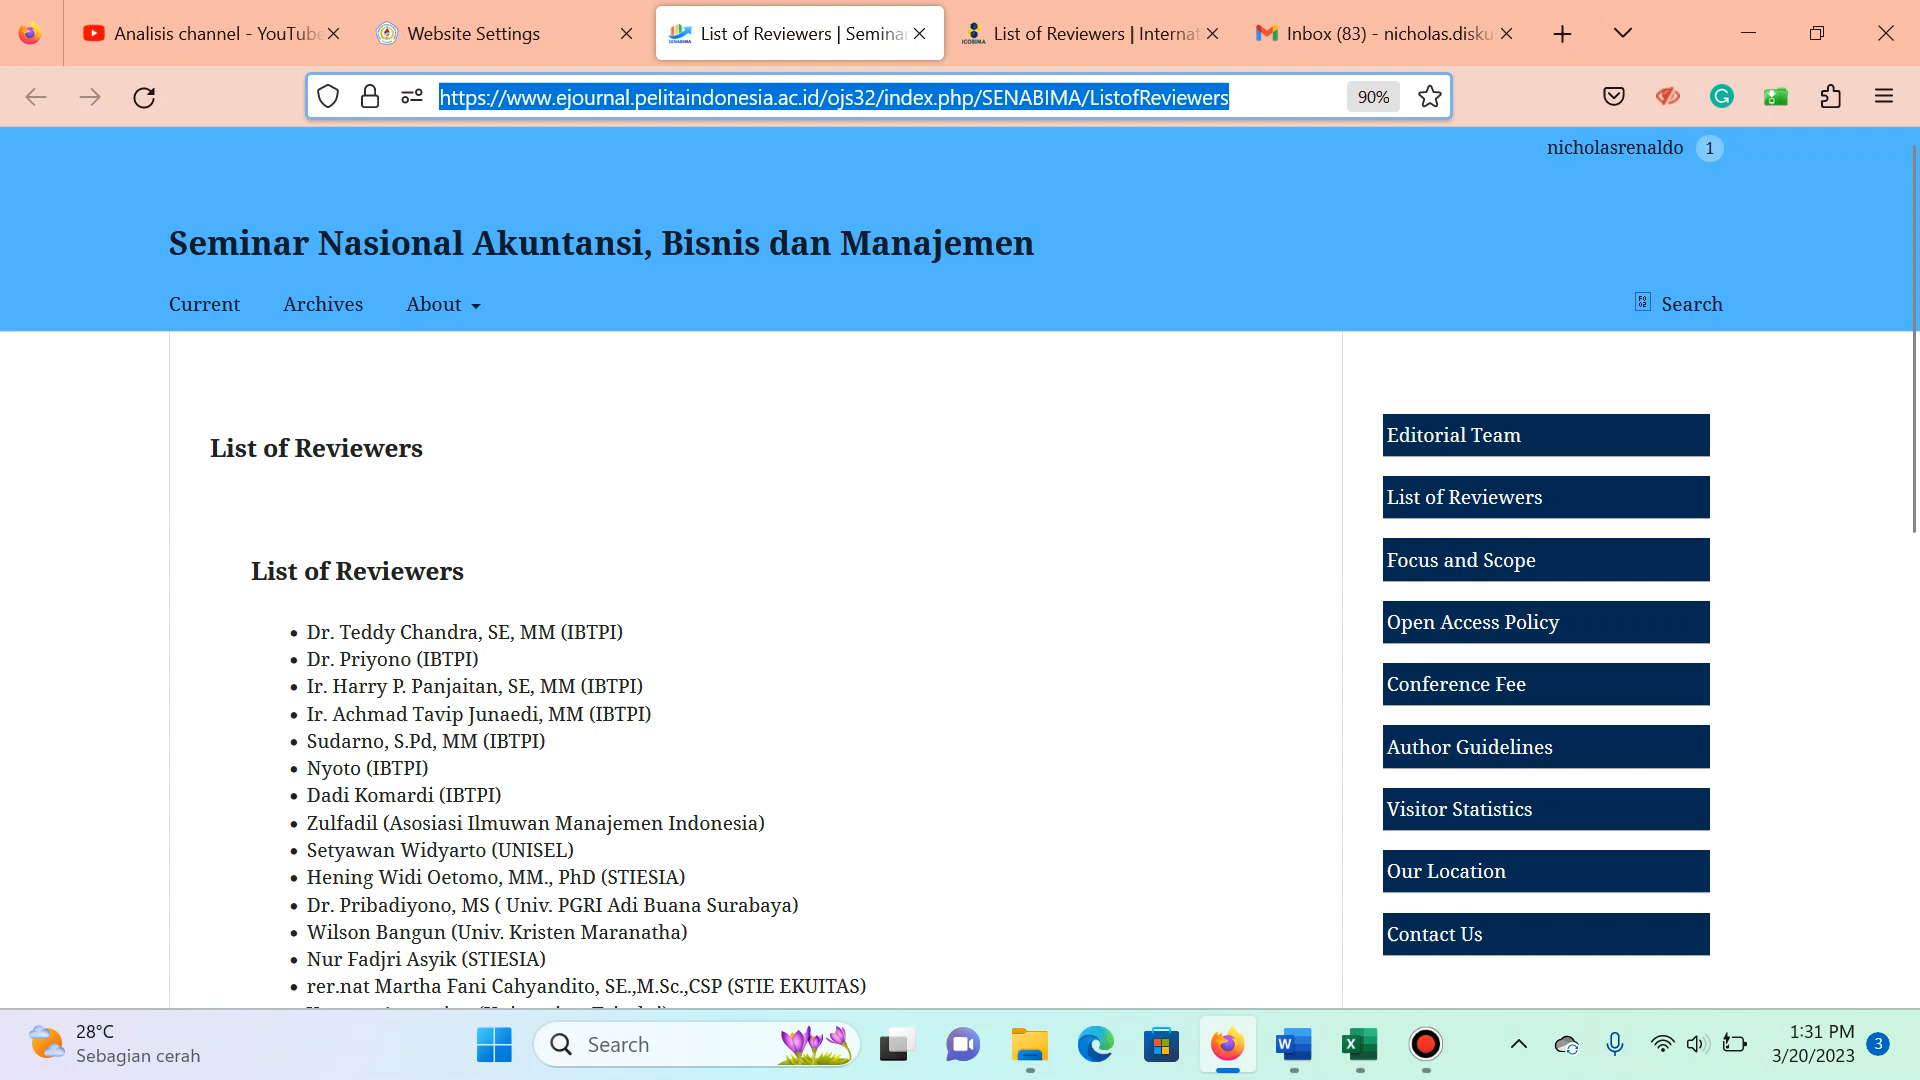 Analisis channel - YouTube
Website Settings
List of Reviewers | Seminar
List of Reviewers | Internat
Inbox (83) - nicholas.disku
https://www.ejournal.pelitaindonesia.ac.id/ojs32/index.php/SENABIMA/ListofReviewers
90%
nicholasrenaldo 1
Seminar Nasional Akuntansi, Bisnis dan Manajemen
Current
Archives
About
Search
List of Reviewers
List of Reviewers
• Dr. Teddy Chandra, SE, MM (IBTPI)
• Dr. Priyono (IBTPI)
• Ir. Harry P. Panjaitan, SE, MM (IBTPI)
• Ir. Achmad Tavip Junaedi, MM (IBTPI)
• Sudarno, S.Pd, MM (IBTPI)
• Nyoto (IBTPI)
• Dadi Komardi (IBTPI)
• Zulfadil (Asosiasi Ilmuwan Manajemen Indonesia)
• Setyawan Widyarto (UNISEL)
• Hening Widi Oetomo, MM., PhD (STIESIA)
• Dr. Pribadiyono, MS ( Univ. PGRI Adi Buana Surabaya)
• Wilson Bangun (Univ. Kristen Maranatha)
• Nur Fadjri Asyik (STIESIA)
• rer.nat Martha Fani Cahyandito, SE.,M.Sc.,CSP (STIE EKUITAS)
Editorial Team
List of Reviewers
Focus and Scope
Open Access Policy
Conference Fee
Author Guidelines
Visitor Statistics
Our Location
Contact Us
28°C
Sebagian cerah
Search
1:31 PM
3/20/2023
3